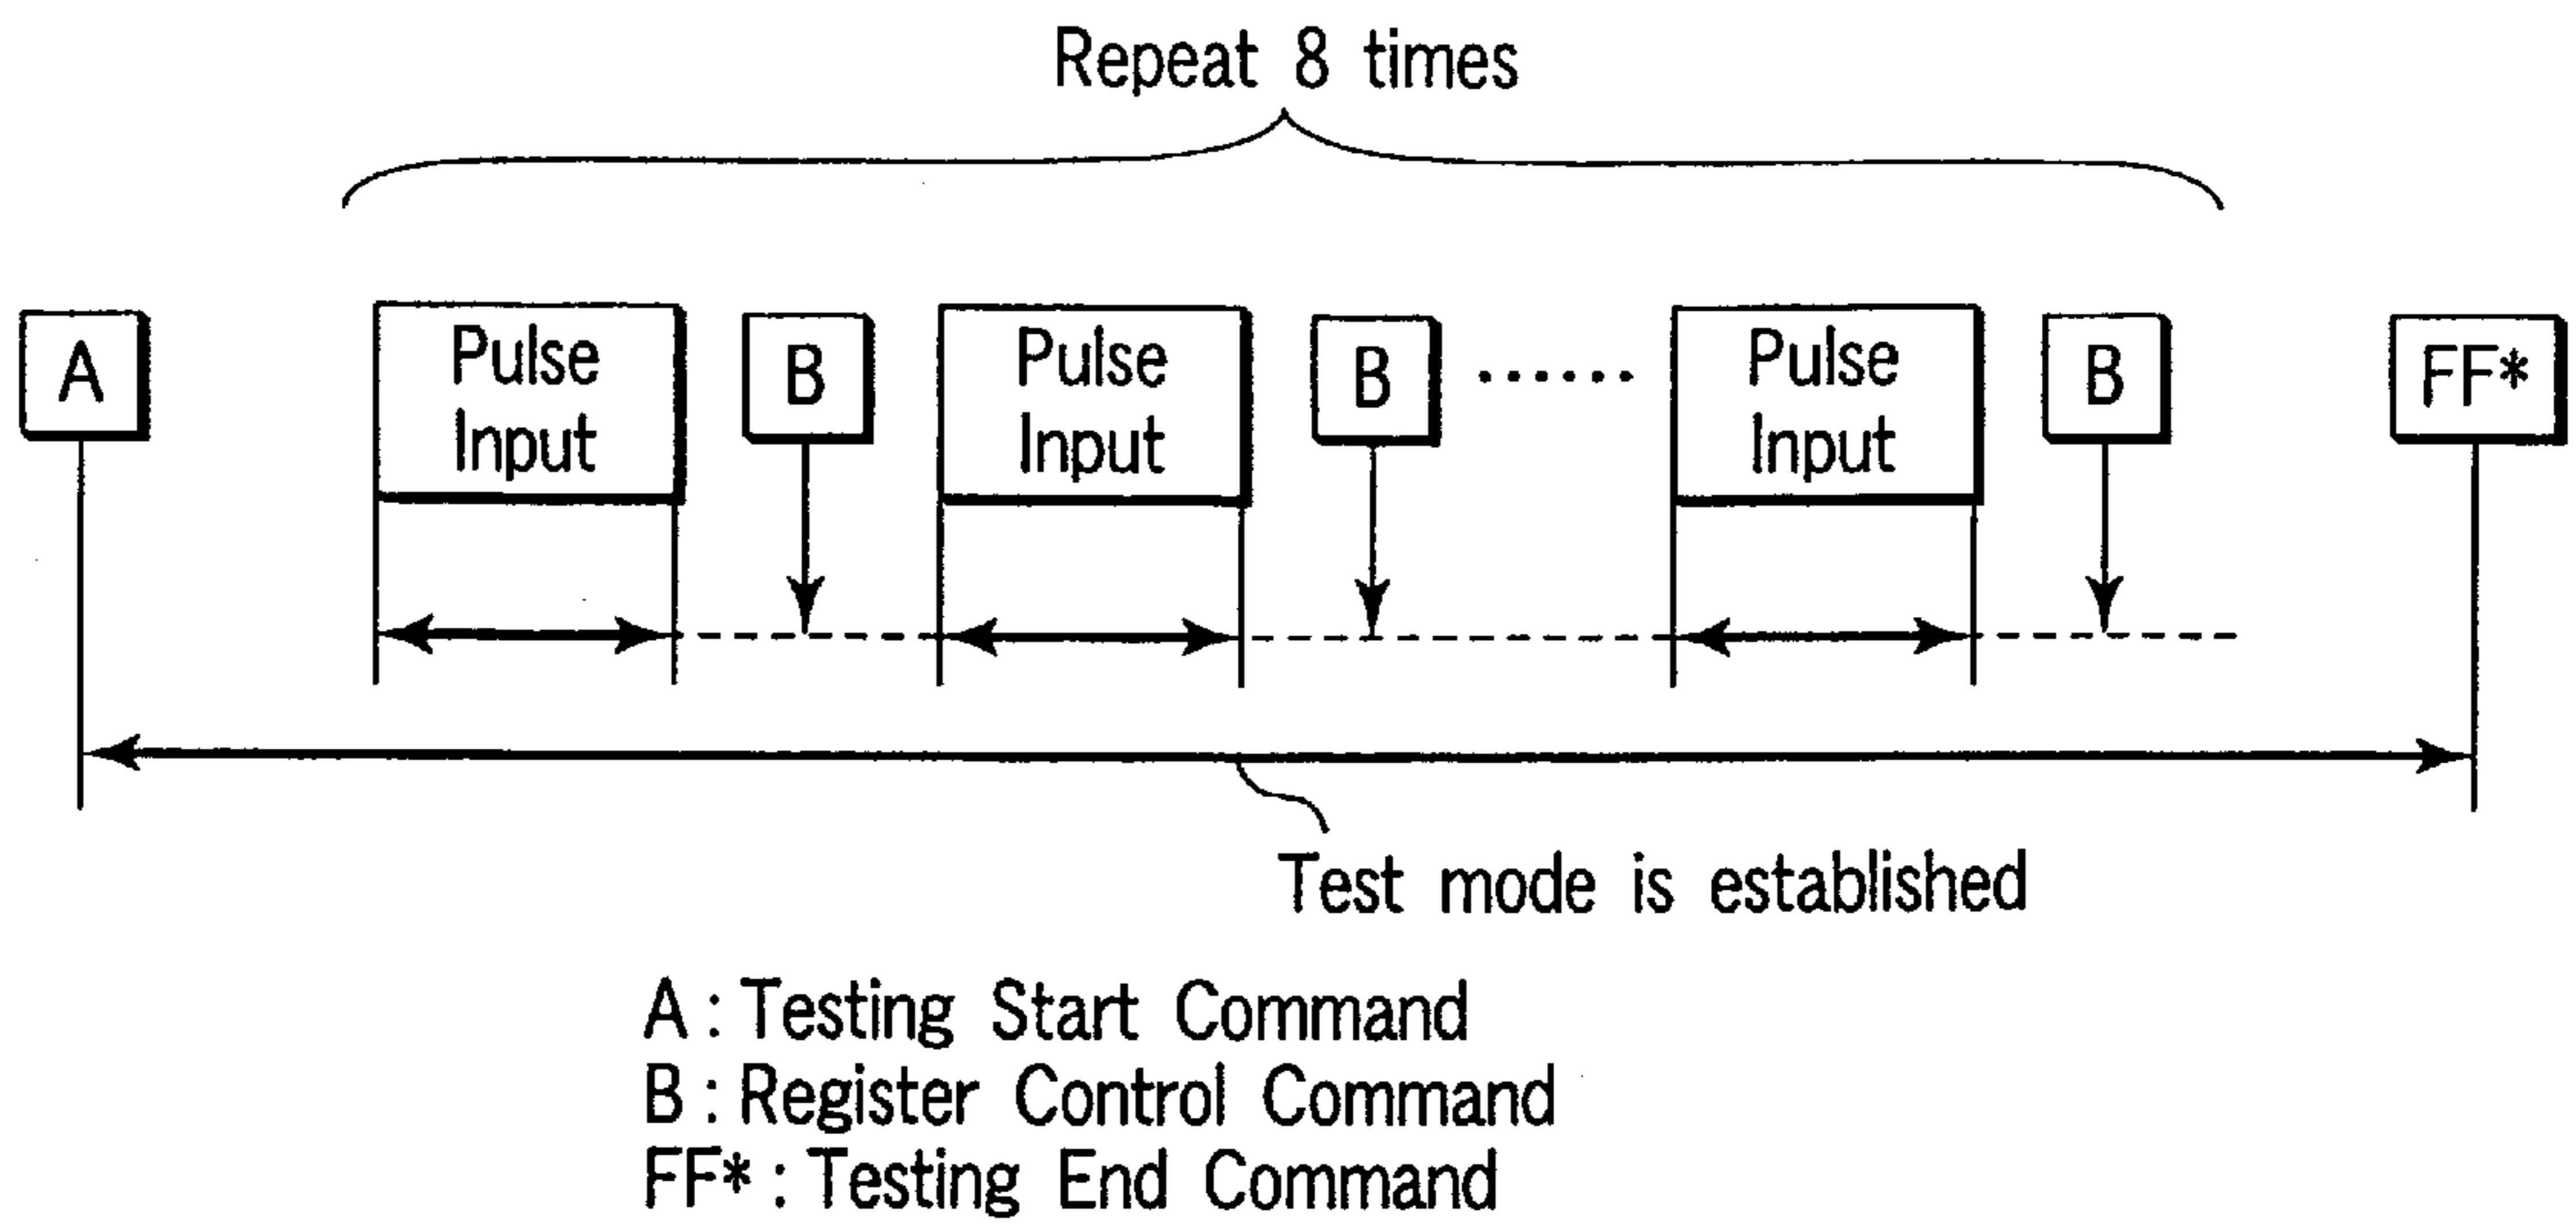 Repeat 8 times
A
Pulse
Input
B
Pulse
Input
B
......
Pulse
Input
B
FF*
Test mode is established
A : Testing Start Command
B : Register Control Command
FF* : Testing End Command